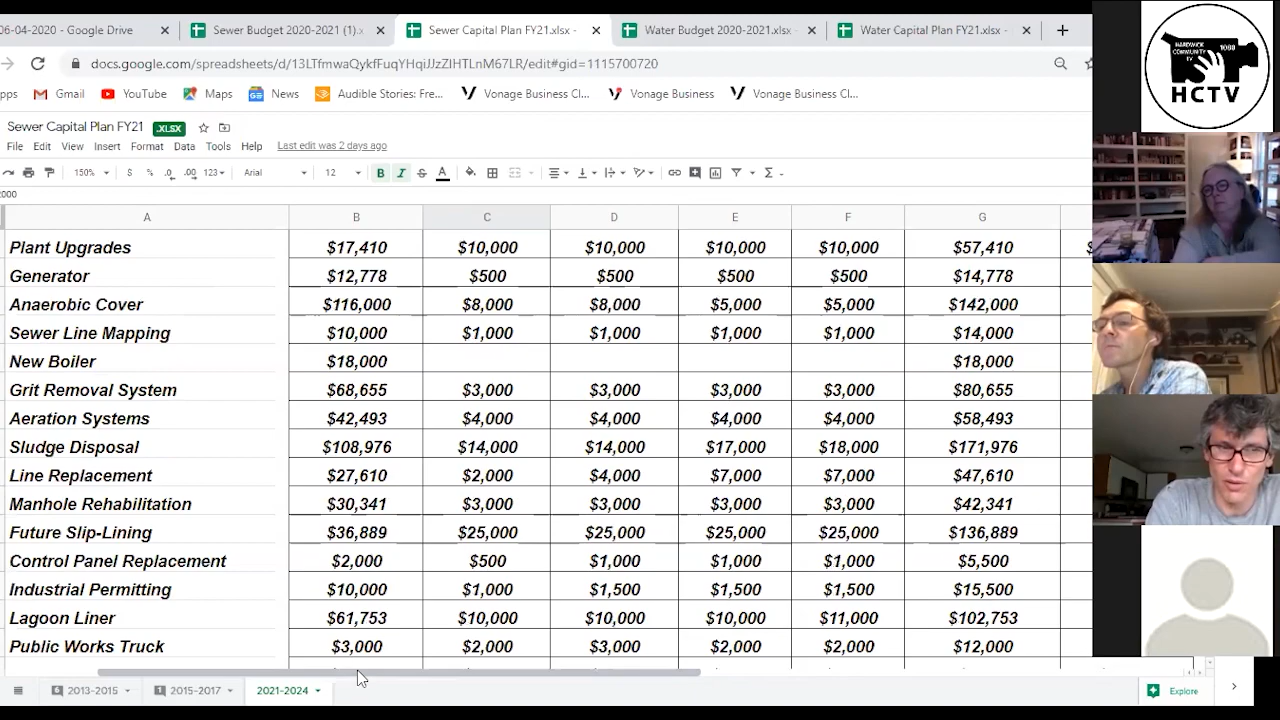 06-04-2020 - Google Drive
Sewer Budget 2020-2021 (1).x
Sewer Capital Plan FY21.xlsx -
Water Budget 2020-2021.xlsx -
Water Capital Plan FY21.xlsx -
docs.google.com/spreadsheets/d/13LTfmwaQykfFuqYHqiJJzZIHTLnM67LR/edit#gid=1115700720
pps Gmail YouTube Maps News Audible Stories: Fre... Vonage Business Cl... Vonage Business Vonage Business Cl...
Sewer Capital Plan FY21 .XLSX
File Edit View Insert Format Data Tools Help Last edit was 2 days ago
150% $ % .0 .00 123 Arial 12 B I S A
2000
A B C D E F G
Plant Upgrades $17,410 $10,000 $10,000 $10,000 $10,000 $57,410
Generator $12,778 $500 $500 $500 $500 $14,778
Anaerobic Cover $116,000 $8,000 $8,000 $5,000 $5,000 $142,000
Sewer Line Mapping $10,000 $1,000 $1,000 $1,000 $1,000 $14,000
New Boiler $18,000 $18,000
Grit Removal System $68,655 $3,000 $3,000 $3,000 $3,000 $80,655
Aeration Systems $42,493 $4,000 $4,000 $4,000 $4,000 $58,493
Sludge Disposal $108,976 $14,000 $14,000 $17,000 $18,000 $171,976
Line Replacement $27,610 $2,000 $4,000 $7,000 $7,000 $47,610
Manhole Rehabilitation $30,341 $3,000 $3,000 $3,000 $3,000 $42,341
Future Slip-Lining $36,889 $25,000 $25,000 $25,000 $25,000 $136,889
Control Panel Replacement $2,000 $500 $1,000 $1,000 $1,000 $5,500
Industrial Permitting $10,000 $1,000 $1,500 $1,500 $1,500 $15,500
Lagoon Liner $61,753 $10,000 $10,000 $10,000 $11,000 $102,753
Public Works Truck $3,000 $2,000 $3,000 $2,000 $2,000 $12,000
6 2013-2015 1 2015-2017 2021-2024 Explore
HARDWICK
COMMUNITY
TV
1088
HCTV